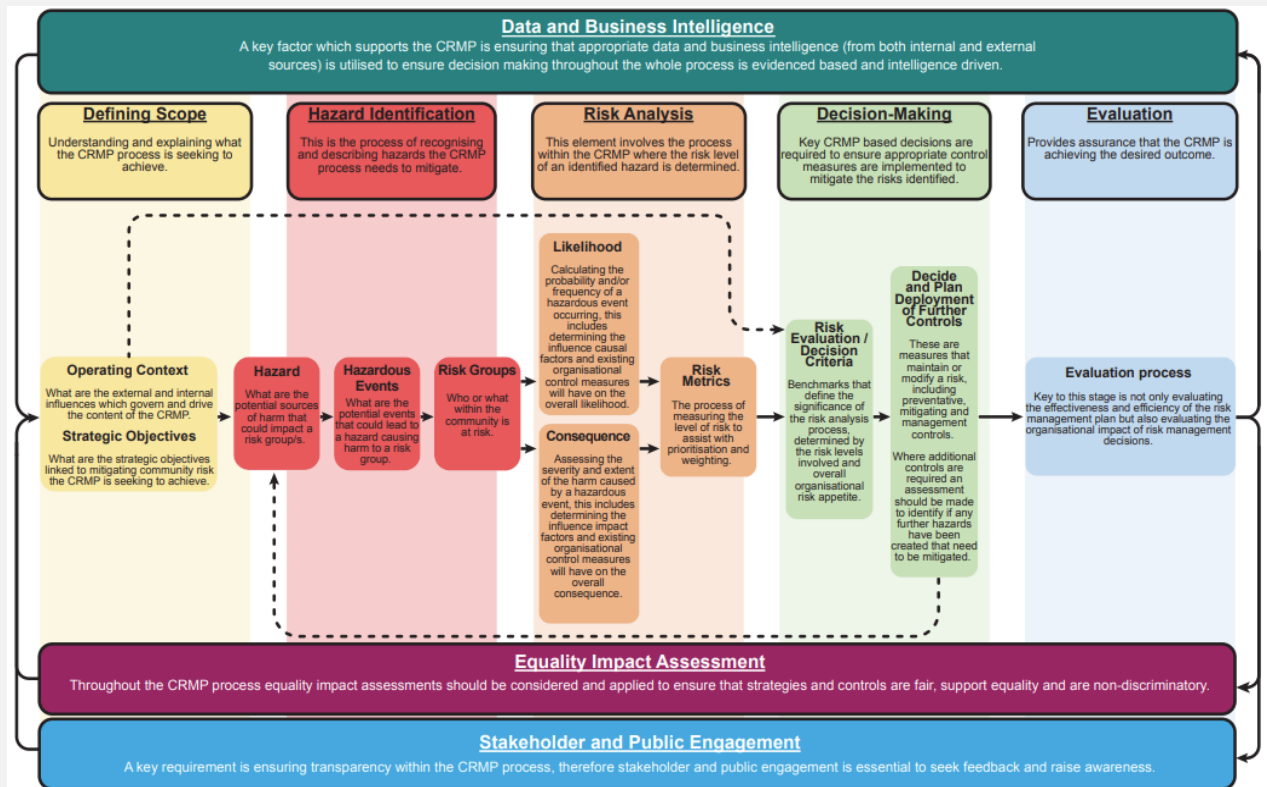 Data and Business Intelligence
A key factor which supports the CRMP is ensuring that appropriate data and business intelligence (from both internal and external
sources) is utilised to ensure decision making throughout the whole process is evidenced based and intelligence driven.
Defining Scope
Understanding and explaining what
the CRMP process is seeking to
achieve.
Hazard Identification
This is the process of recognising
and describing hazards the CRMP
process needs to mitigate.
Risk Analysis
This element involves the process
within the CRMP where the risk level
of an identified hazard is determined.
Decision-Making
Key CRMP based decisions are
required to ensure appropriate control
measures are implemented to
mitigate the risks identified.
Evaluation
Provides assurance that the CRMP is
achieving the desired outcome.
Operating Context
What are the external and internal
influences which govern and drive
the content of the CRMP.
Strategic Objectives
What are the strategic objectives
linked to mitigating community risk
the CRMP is seeking to achieve.
Hazard
What are the
potential sources
of harm that
could impact a
risk group/s.
Hazardous
Events
What are the
potential events
that could lead to
a hazard causing
harm to a risk
group.
Risk Groups
Who or what
within the
community is
at risk.
Likelihood
Calculating the
probability and/or
frequency of a
hazardous event
occurring, this
includes
determining the
influence causal
factors and existing
organisational
control measures
will have on the
overall likelihood.
Consequence
Assessing the
severity and extent
of the harm caused
by a hazardous
event, this includes
determining the
influence impact
factors and existing
organisational
control measures
will have on the
overall
consequence.
Risk
Metrics
The process of
measuring the
level of risk to
assist with
prioritisation and
weighting.
Risk
Evaluation /
Decision
Criteria
Benchmarks that
define the
significance of
the risk analysis
process,
determined by
the risk levels
involved and
overall
organisational
risk appetite.
Decide
and Plan
Deployment
of Further
Controls
These are
measures that
maintain or
modify a risk,
including
preventative,
mitigating and
management
controls.
Where additional
controls are
required an
assessment
should be made
to identify if any
further hazards
have been
created that need
to be mitigated.
Evaluation process
Key to this stage is not only evaluating
the effectiveness and efficiency of the risk
management plan but also evaluating the
organisational impact of risk management
decisions.
Equality Impact Assessment
Throughout the CRMP process equality impact assessments should be considered and applied to ensure that strategies and controls are fair, support equality and are non-discriminatory.
Stakeholder and Public Engagement
A key requirement is ensuring transparency within the CRMP process, therefore stakeholder and public engagement is essential to seek feedback and raise awareness.